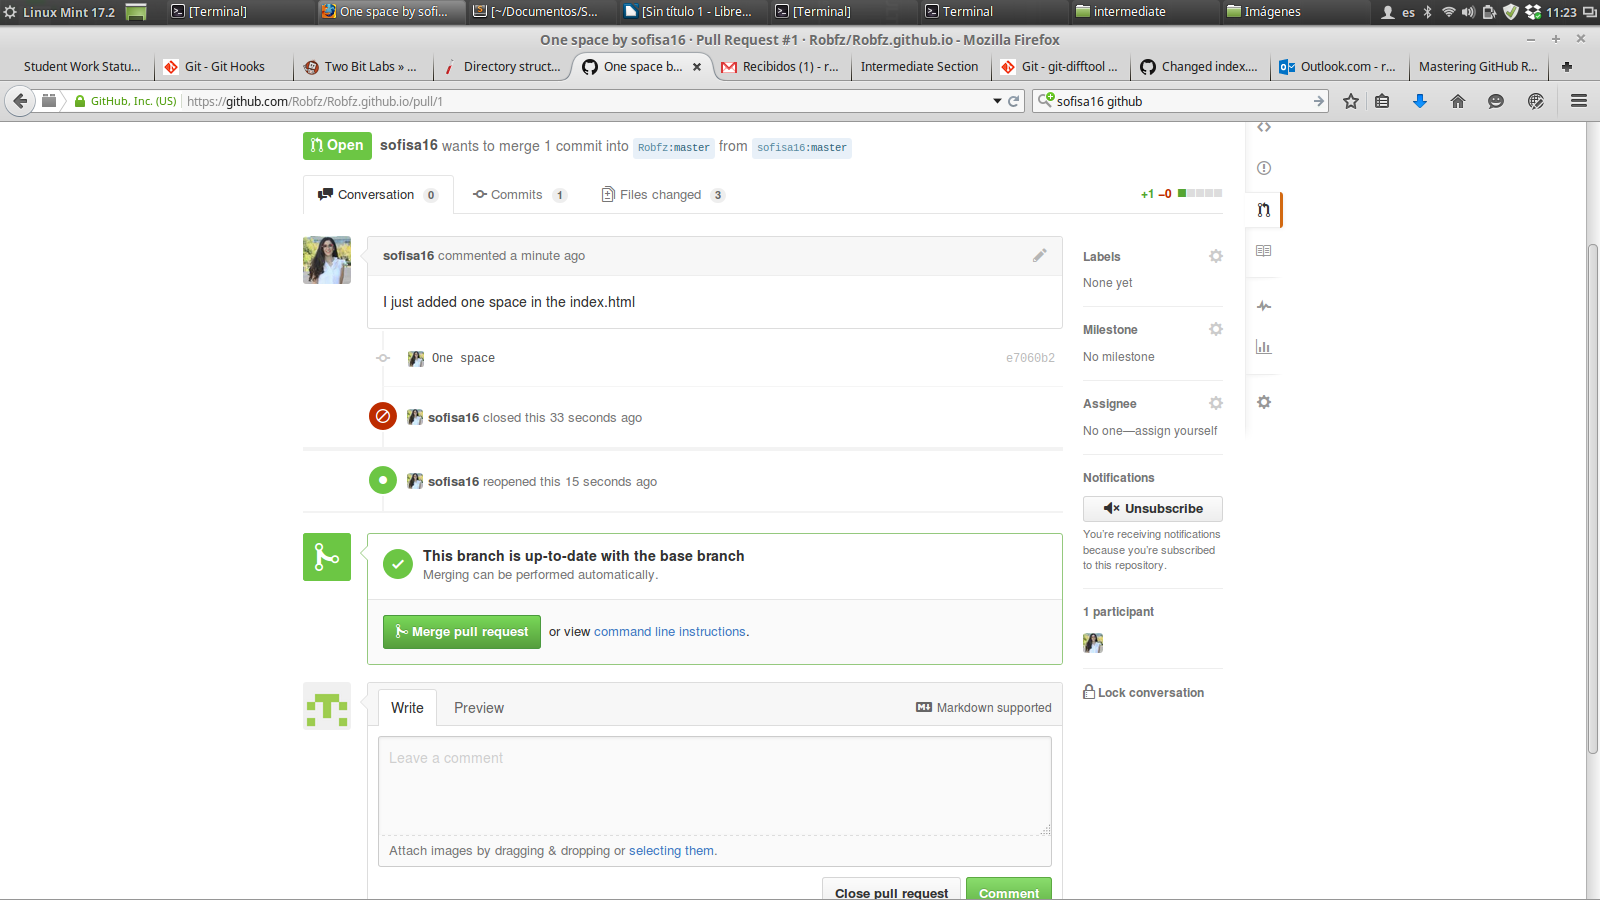 Linux Mint 17.2
[Terminal]
One space by sofi...
[~/Documentos/S...
[Sin título 1 - Libre...
[Terminal]
Terminal
intermediate
Imágenes
es
11:23
One space by sofisa16 · Pull Request #1 · Robfz/Robfz.github.io - Mozilla Firefox
Student Work Statu...
Git - Git Hooks
Two Bit Labs » ...
Directory struct...
One space b...
Recibidos (1) - r...
Intermediate Section
Git - git-difftool ...
Changed index....
Outlook.com - r...
Mastering GitHub R...
GitHub, Inc. (US)
https://github.com/Robfz/Robfz.github.io/pull/1
sofisa16 github
Open
sofisa16 wants to merge 1 commit into Robfz:master from sofisa16:master
Conversation 0
Commits 1
Files changed 3
+1 −0
sofisa16 commented a minute ago
I just added one space in the index.html
One space
e7060b2
sofisa16 closed this 33 seconds ago
sofisa16 reopened this 15 seconds ago
This branch is up-to-date with the base branch
Merging can be performed automatically.
Merge pull request
or view command line instructions.
Write
Preview
Markdown supported
Leave a comment
Attach images by dragging & dropping or selecting them.
Close pull request
Comment
Labels
None yet
Milestone
No milestone
Assignee
No one—assign yourself
Notifications
Unsubscribe
You're receiving notifications
because you're subscribed
to this repository.
1 participant
Lock conversation